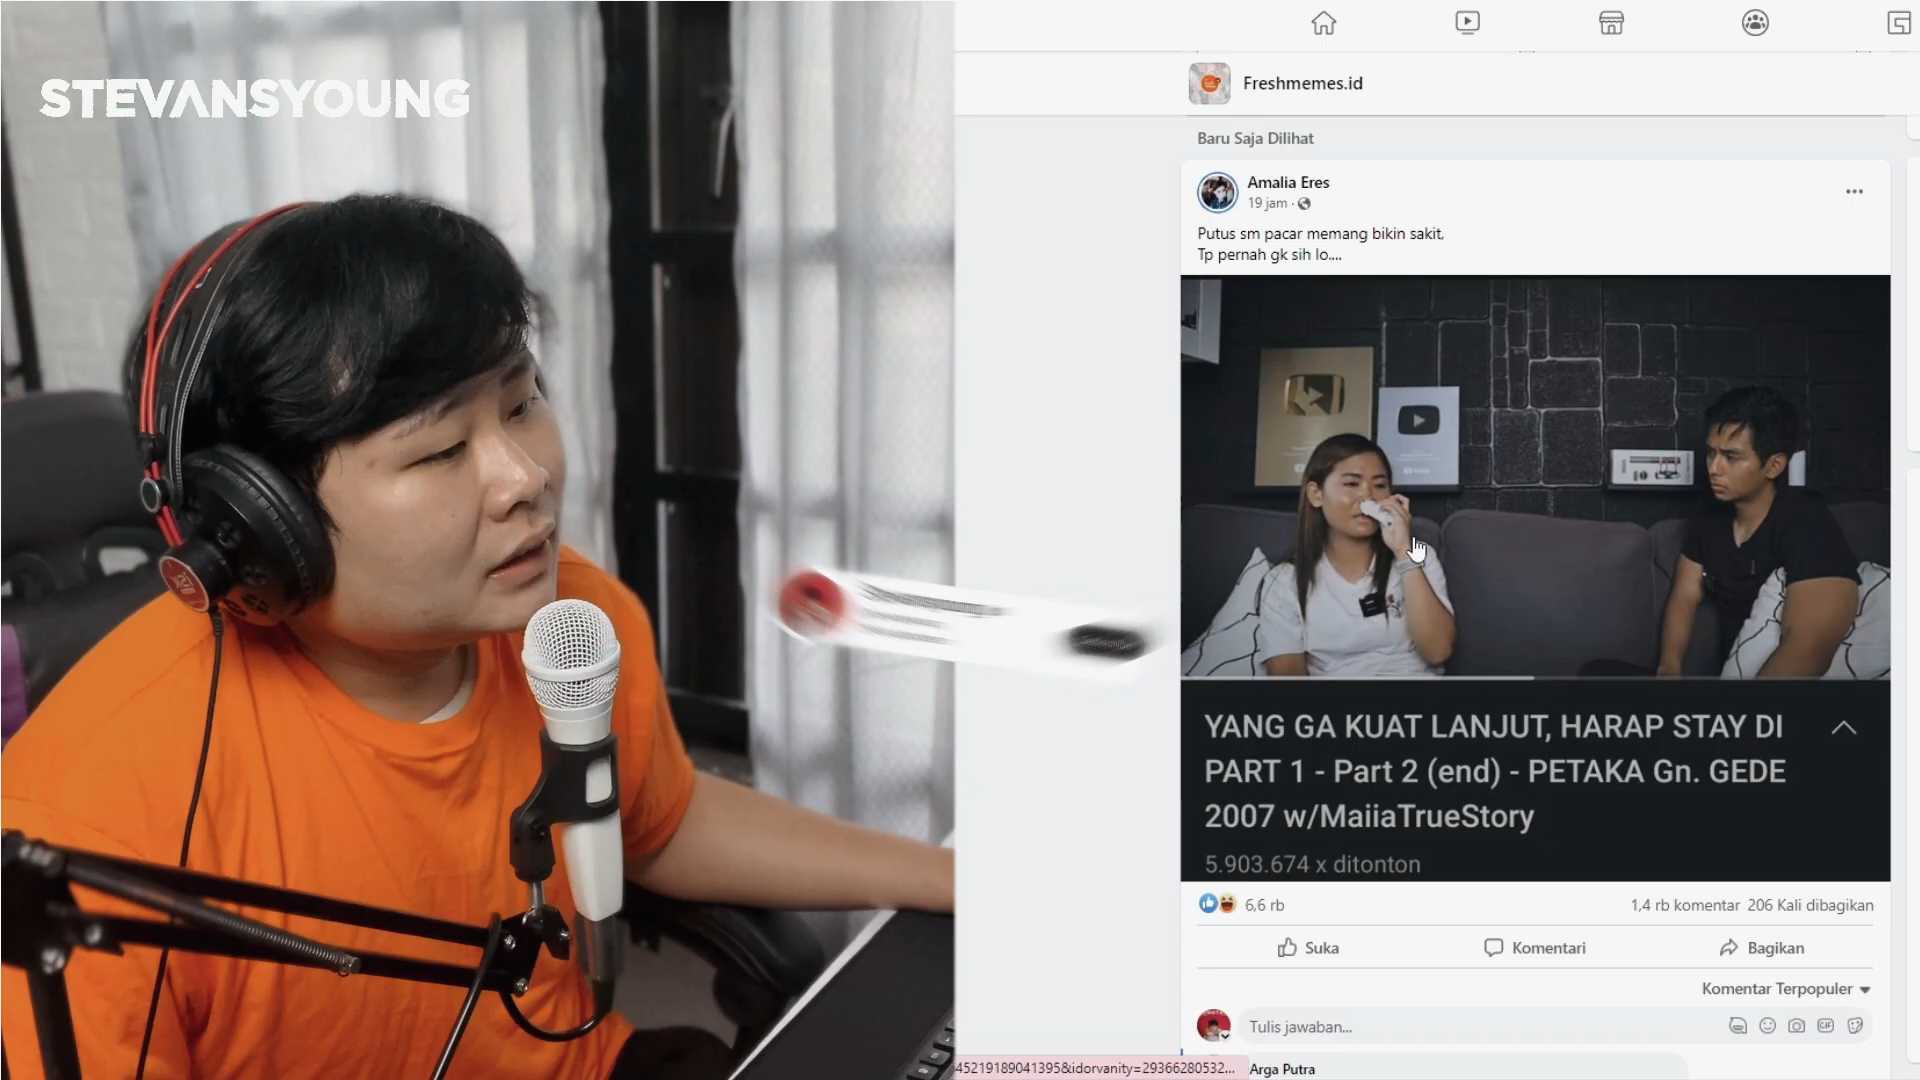 STEVANSYOUNG
Freshmemes.id
Baru Saja Dilihat
Amalia Eres
19 jam ·
Putus sm pacar memang bikin sakit,
Tp pernah gk sih lo....
YANG GA KUAT LANJUT, HARAP STAY DI
PART 1 - Part 2 (end) - PETAKA Gn. GEDE
2007 w/MaiiaTrueStory
5.903.674 x ditonton
6,6 rb
1,4 rb komentar 206 Kali dibagikan
Suka Komentari Bagikan
Komentar Terpopuler
Tulis jawaban...
GIF
45219189041395&idorvanity=29366280532...
Arga Putra